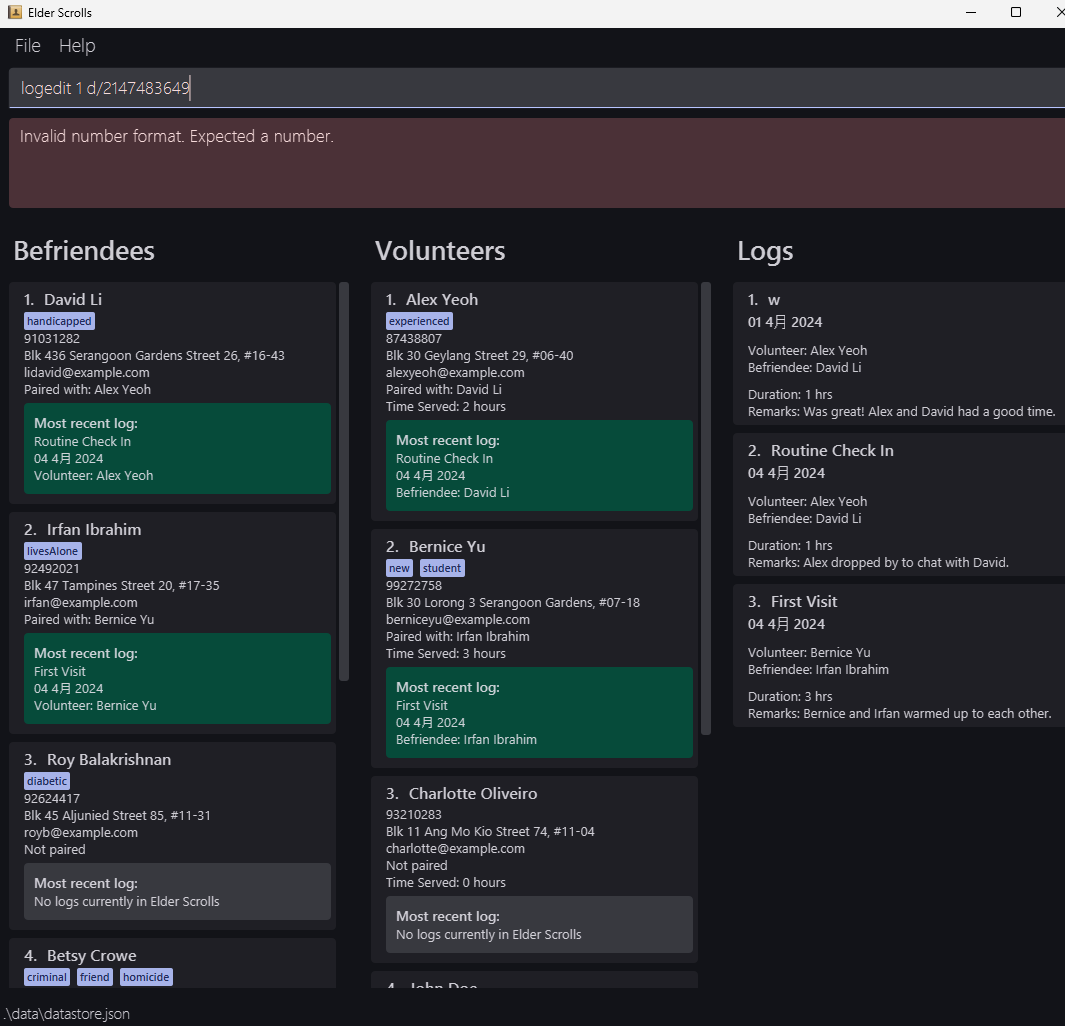 Elder Scrolls
File Help
logedit 1 d/2147483649
Invalid number format. Expected a number.
Befriendees
1. David Li
handicapped
91031282
Blk 436 Serangoon Gardens Street 26, #16-43
lidavid@example.com
Paired with: Alex Yeoh
Most recent log:
Routine Check In
04 4月 2024
Volunteer: Alex Yeoh
2. Irfan Ibrahim
livesAlone
92492021
Blk 47 Tampines Street 20, #17-35
irfan@example.com
Paired with: Bernice Yu
Most recent log:
First Visit
04 4月 2024
Volunteer: Bernice Yu
3. Roy Balakrishnan
diabetic
92624417
Blk 45 Aljunied Street 85, #11-31
royb@example.com
Not paired
Most recent log:
No logs currently in Elder Scrolls
4. Betsy Crowe
criminal friend homicide
Volunteers
1. Alex Yeoh
experienced
87438807
Blk 30 Geylang Street 29, #06-40
alexyeoh@example.com
Paired with: David Li
Time Served: 2 hours
Most recent log:
Routine Check In
04 4月 2024
Befriendee: David Li
2. Bernice Yu
new student
99272758
Blk 30 Lorong 3 Serangoon Gardens, #07-18
berniceyu@example.com
Paired with: Irfan Ibrahim
Time Served: 3 hours
Most recent log:
First Visit
04 4月 2024
Befriendee: Irfan Ibrahim
3. Charlotte Oliveiro
93210283
Blk 11 Ang Mo Kio Street 74, #11-04
charlotte@example.com
Not paired
Time Served: 0 hours
Most recent log:
No logs currently in Elder Scrolls
4. John Doe
Logs
1. w
01 4月 2024
Volunteer: Alex Yeoh
Befriendee: David Li
Duration: 1 hrs
Remarks: Was great! Alex and David had a good time.
2. Routine Check In
04 4月 2024
Volunteer: Alex Yeoh
Befriendee: David Li
Duration: 1 hrs
Remarks: Alex dropped by to chat with David.
3. First Visit
04 4月 2024
Volunteer: Bernice Yu
Befriendee: Irfan Ibrahim
Duration: 3 hrs
Remarks: Bernice and Irfan warmed up to each other.
.\data\datastore.json